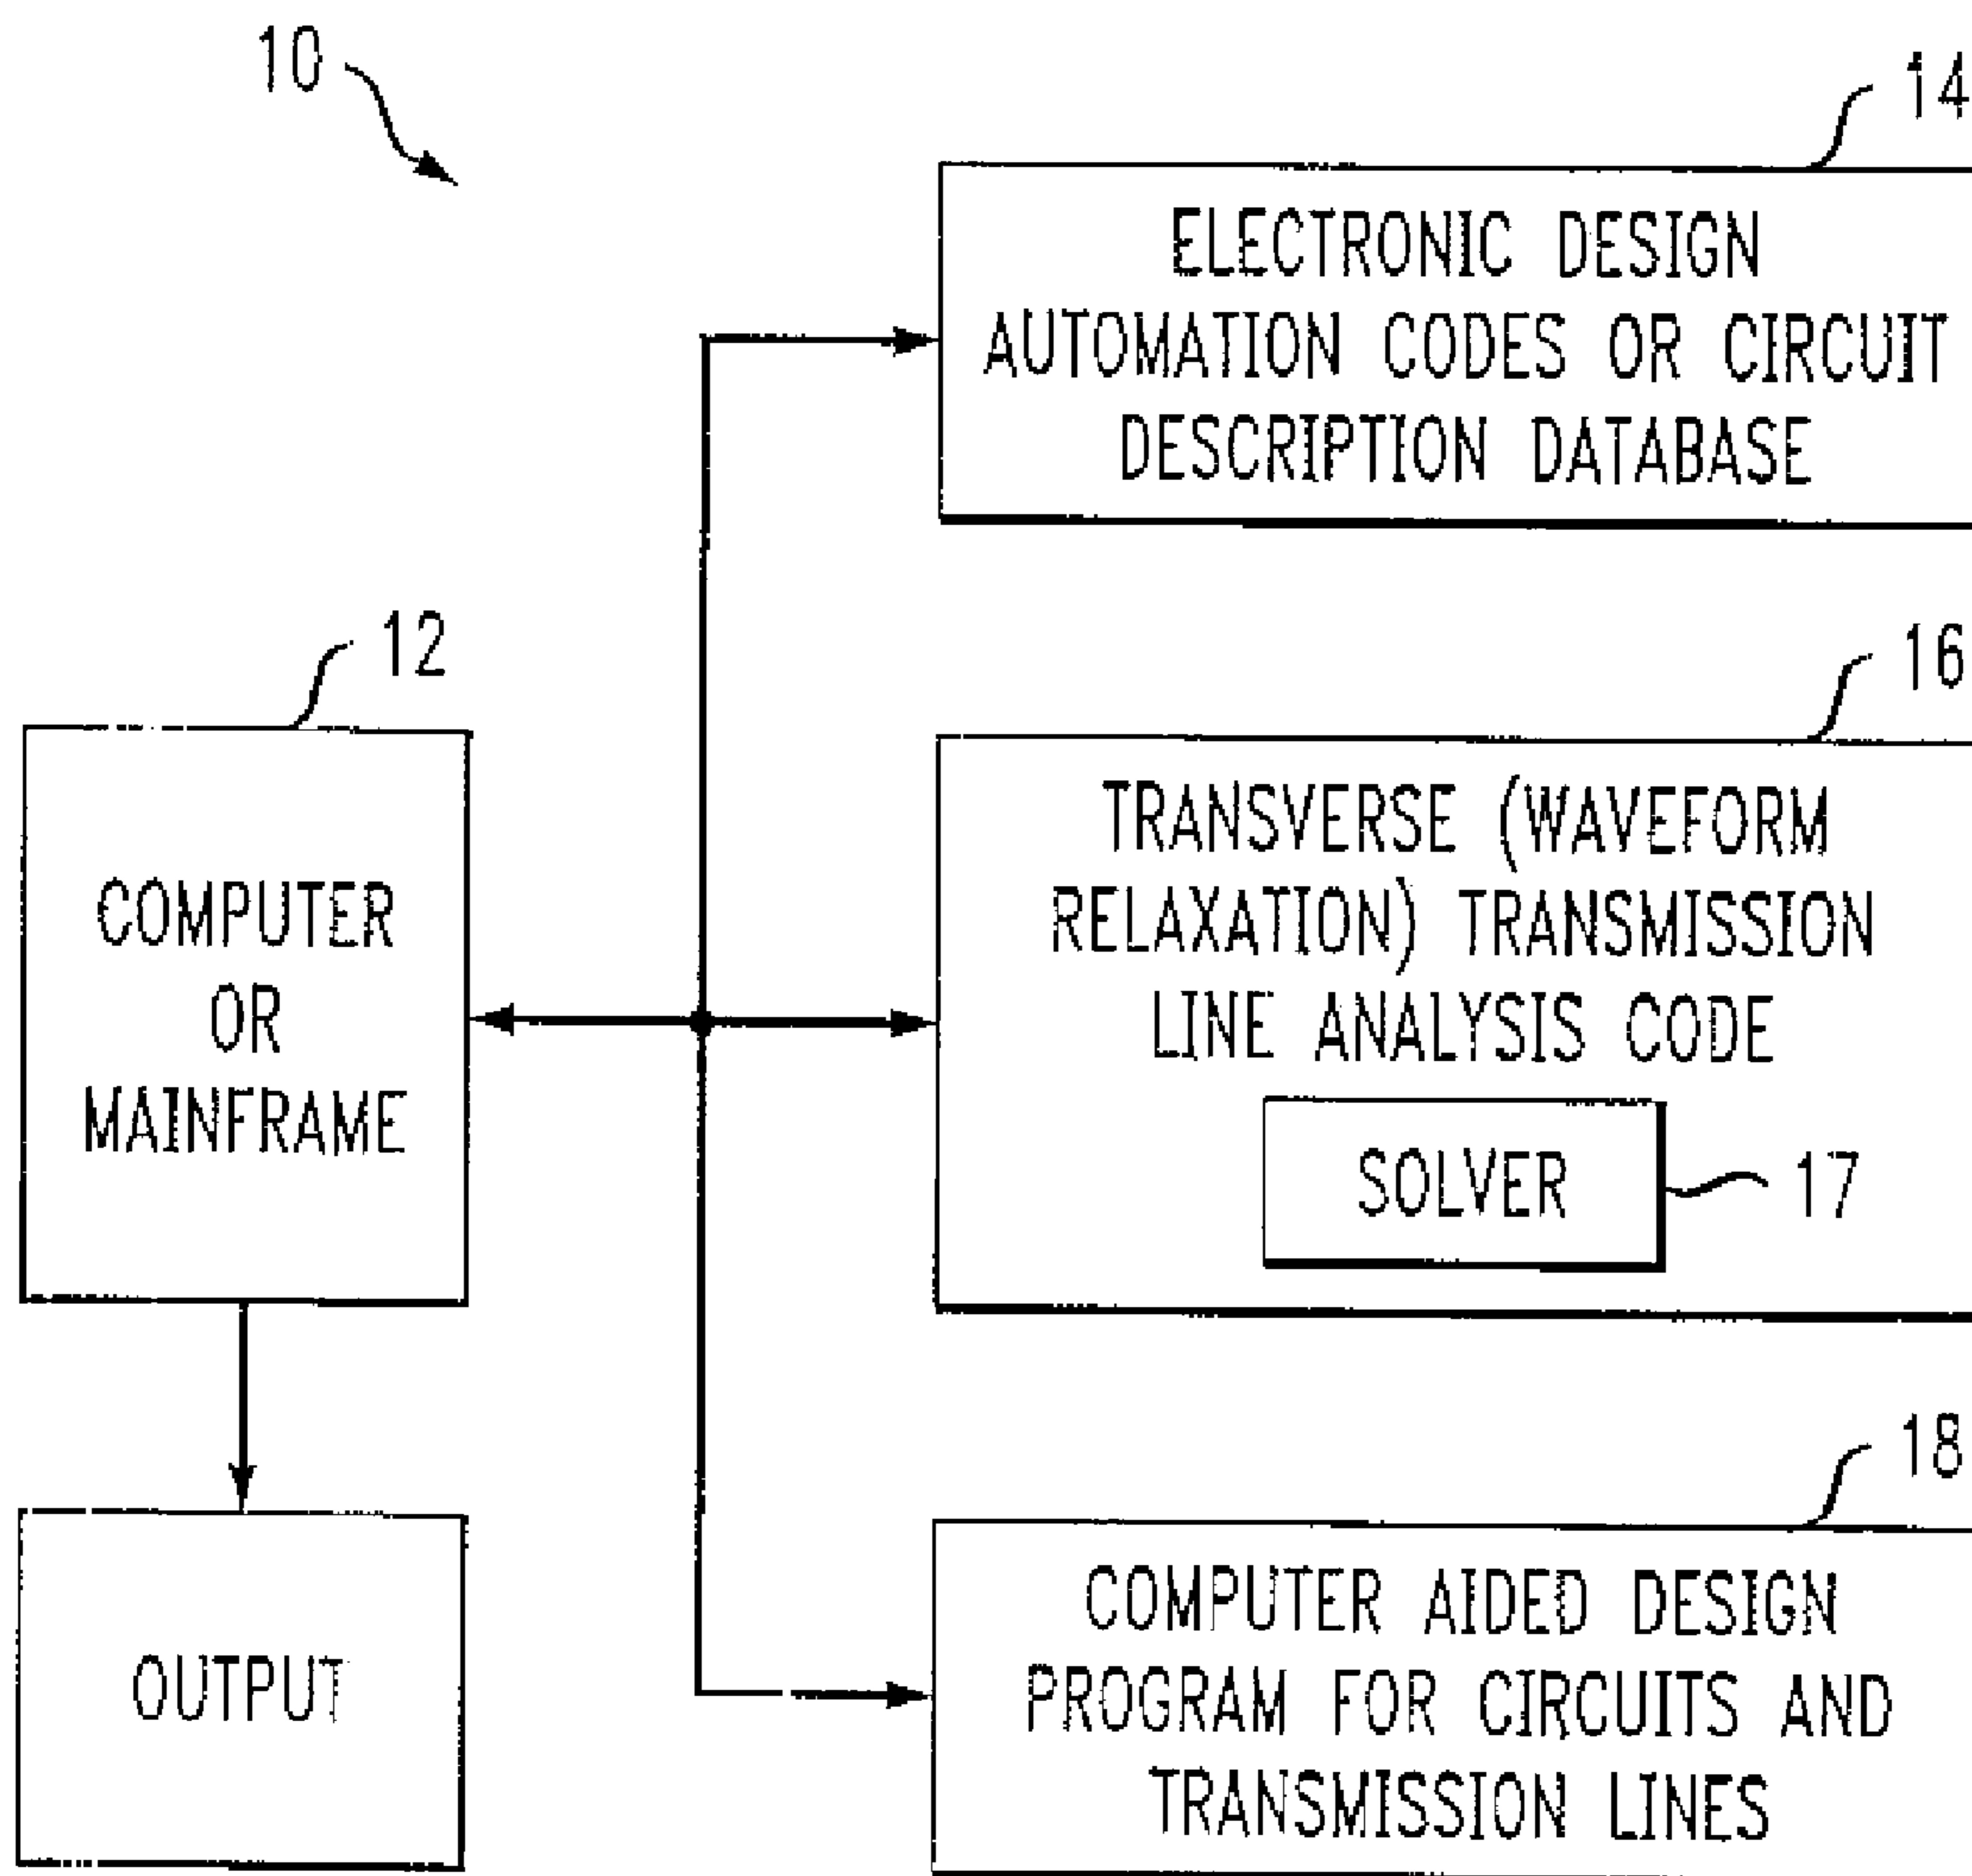 10
14
ELECTRONIC DESIGN
AUTOMATION CODES OR CIRCUIT
DESCRIPTION DATABASE
12
COMPUTER
OR
MAINFRAME
16
TRANSVERSE (WAVEFORM
RELAXATION) TRANSMISSION
LINE ANALYSIS CODE
SOLVER
17
OUTPUT
18
COMPUTER AIDED DESIGN
PROGRAM FOR CIRCUITS AND
TRANSMISSION LINES